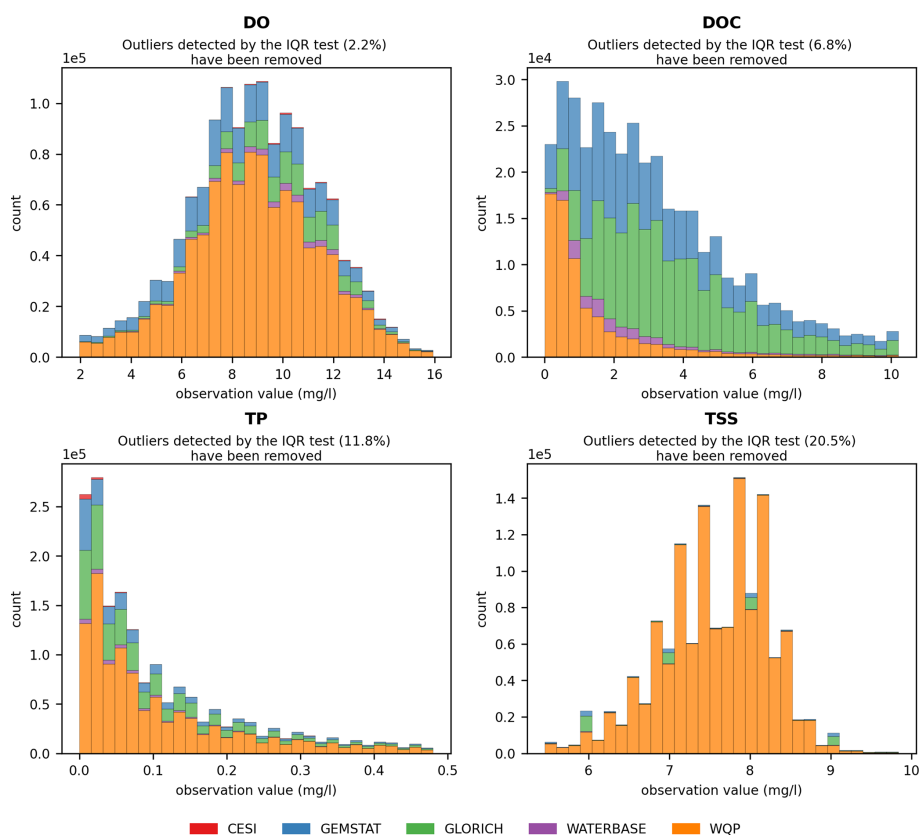 DO
Outliers detected by the IQR test (2.2%)
have been removed
1e5
1.0
0.8
0.6
0.4
0.2
0.0
count
2 4 6 8 10 12 14 16
observation value (mg/l)
DOC
Outliers detected by the IQR test (6.8%)
have been removed
1e4
3.0
2.5
2.0
1.5
1.0
0.5
0.0
count
0 2 4 6 8 10
observation value (mg/l)
TP
Outliers detected by the IQR test (11.8%)
have been removed
1e5
2.5
2.0
1.5
1.0
0.5
0.0
count
0.0 0.1 0.2 0.3 0.4 0.5
observation value (mg/l)
TSS
Outliers detected by the IQR test (20.5%)
have been removed
1e5
1.4
1.2
1.0
0.8
0.6
0.4
0.2
0.0
count
6 7 8 9 10
observation value (mg/l)
CESI GEMSTAT GLORICH WATERBASE WQP